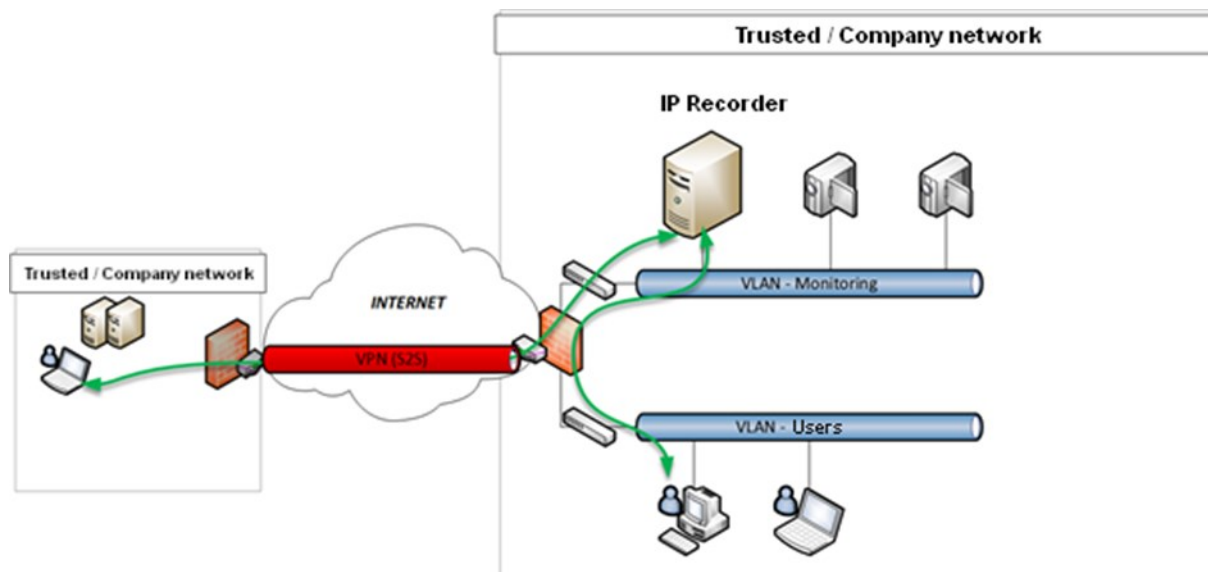 Trusted / Company network
IP Recorder
Trusted / Company network
INTERNET
VLAN - Monitoring
VPN (S2S)
VLAN - Users